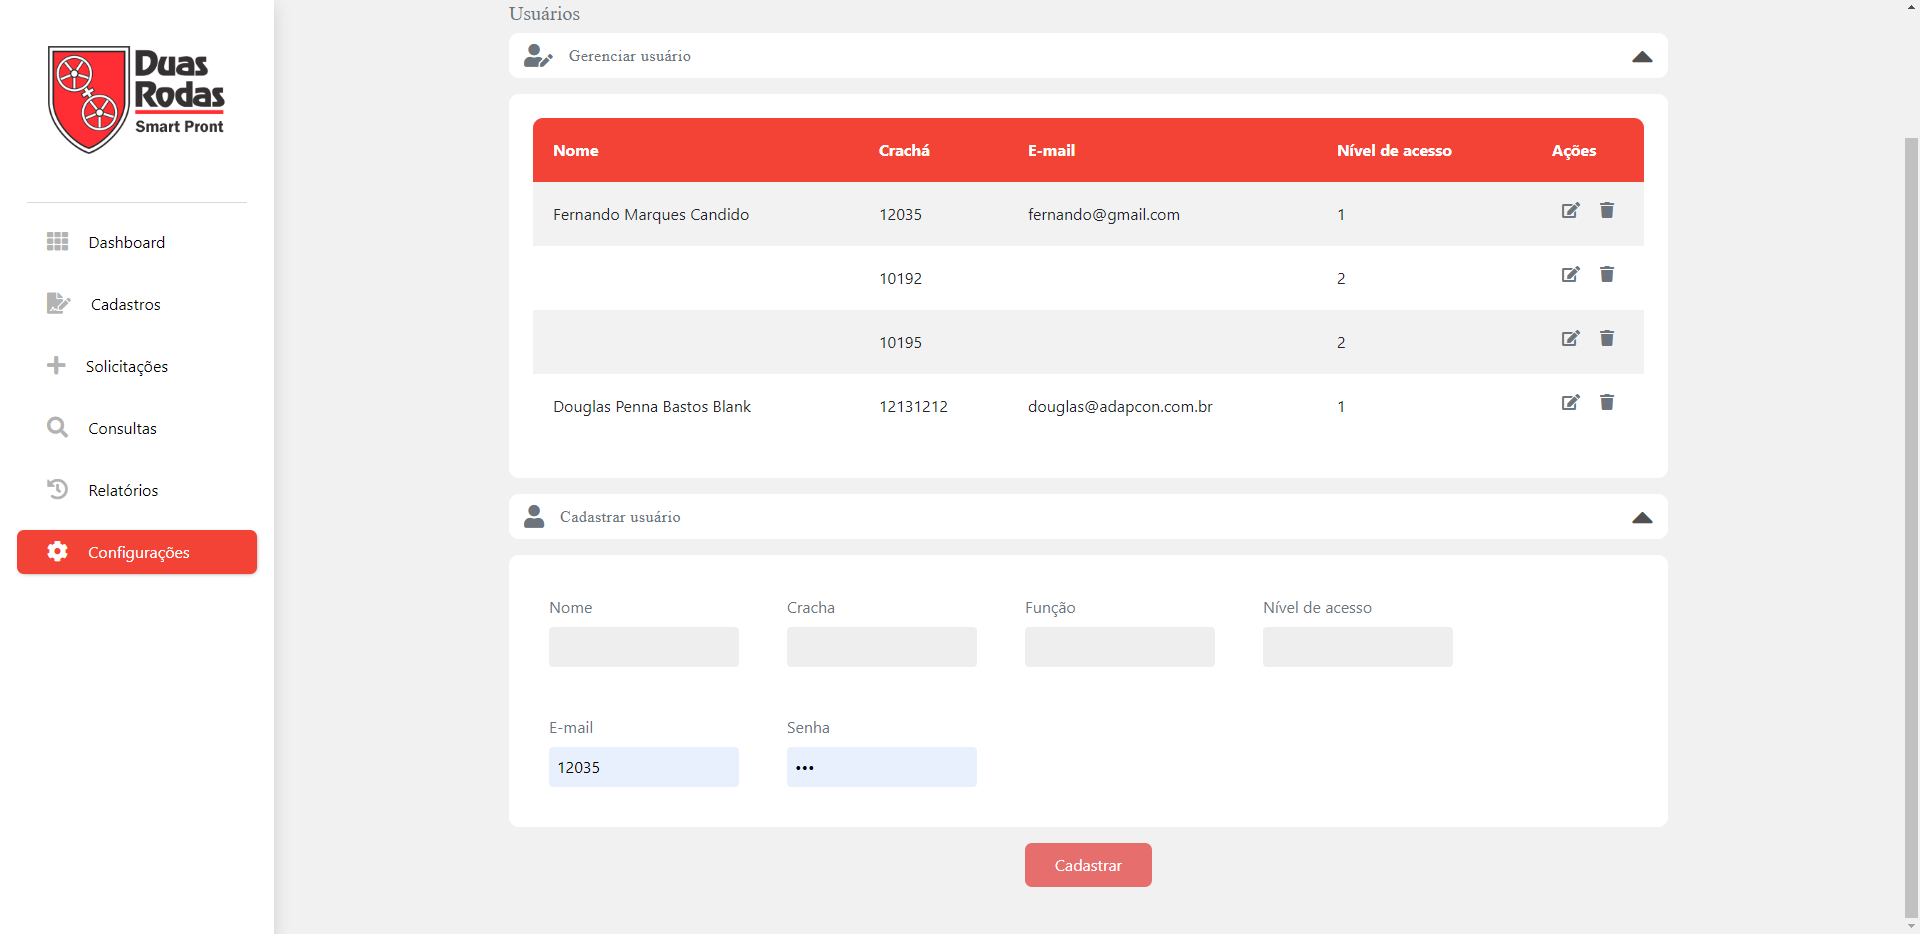 Duas
Rodas
Smart Pront
Dashboard
Cadastros
Solicitações
Consultas
Relatórios
Configurações
Usuários
Gerenciar usuário
Nome Crachá E-mail Nível de acesso Ações
Fernando Marques Candido 12035 fernando@gmail.com 1
10192 2
10195 2
Douglas Penna Bastos Blank 12131212 douglas@adapcon.com.br 1
Cadastrar usuário
Nome Cracha Função Nível de acesso
E-mail Senha
12035 •••
Cadastrar